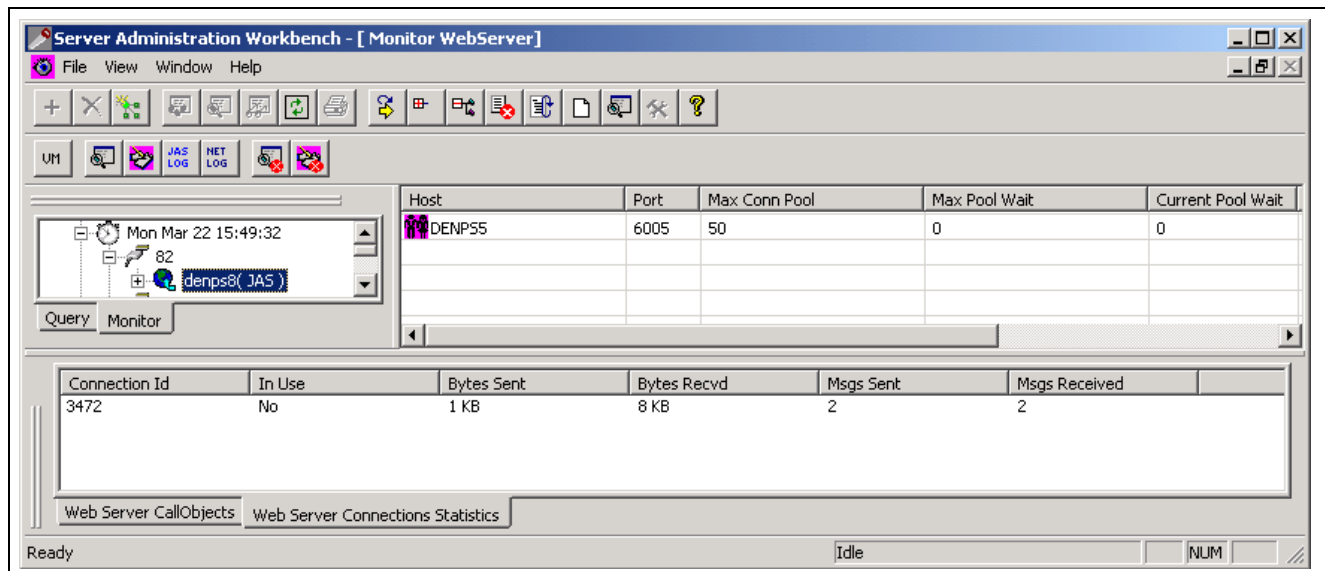 Server Administration Workbench - [ Monitor WebServer]
File View Window Help
VM JAS LOG NET LOG
Host Port Max Conn Pool Max Pool Wait Current Pool Wait
DENPS5 6005 50 0 0
Mon Mar 22 15:49:32
82
denps8( JAS )
Query Monitor
Connection Id In Use Bytes Sent Bytes Recvd Msgs Sent Msgs Received
3472 No 1 KB 8 KB 2 2
Web Server CallObjects Web Server Connections Statistics
Ready Idle NUM